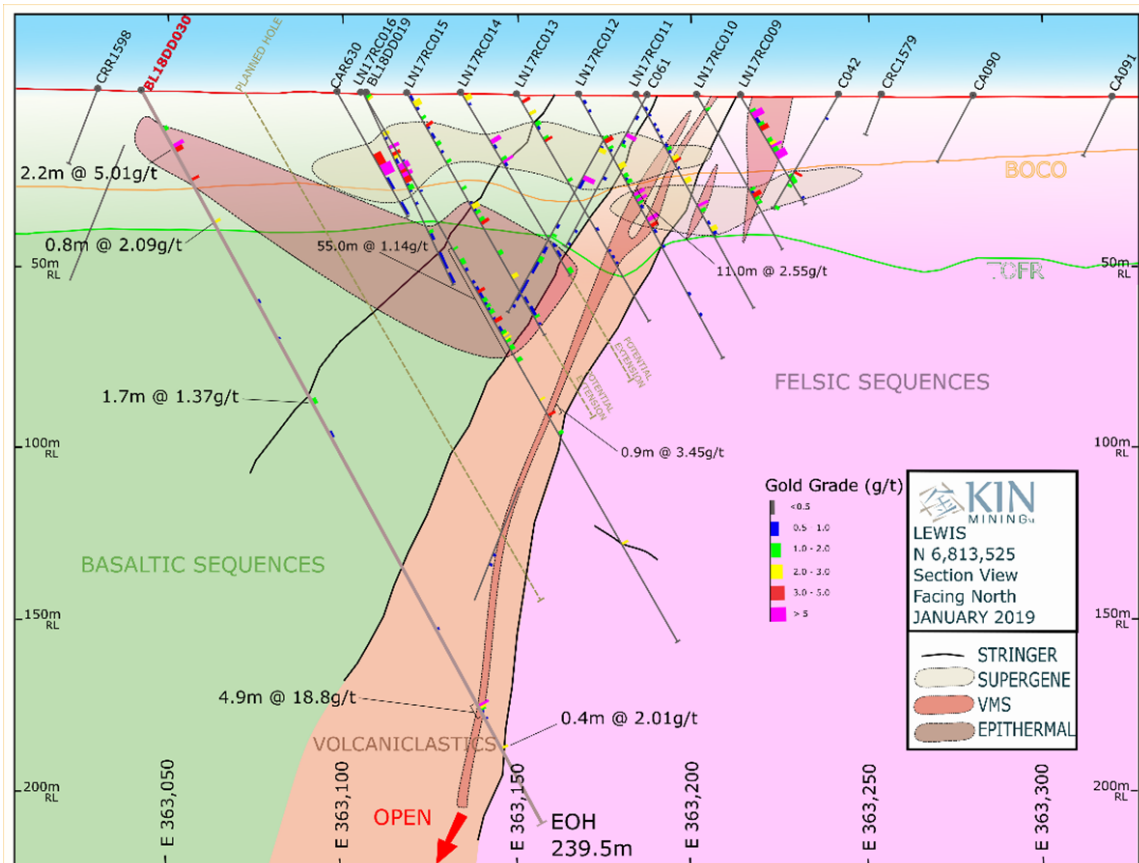 CRR1598
BL18DD030
PLANNED HOLE
CAR630
LN17RC016
BL18DD019
LN17RC015
LN17RC014
LN17RC013
LN17RC012
LN17RC011
C061
LN17RC010
LN17RC009
C042
CRC1579
CA090
CA091
2.2m @ 5.01g/t
BOCO
0.8m @ 2.09g/t
55.0m @ 1.14g/t
11.0m @ 2.55g/t
50m
RL
50m
RL
TOFR
POTENTIAL
EXTENSION
POTENTIAL
EXTENSION
FELSIC SEQUENCES
1.7m @ 1.37g/t
100m
RL
0.9m @ 3.45g/t
100m
RL
Gold Grade (g/t)
<0.5
0.5 - 1.0
1.0 - 2.0
2.0 - 3.0
3.0 - 5.0
> 5
KIN
MINING
LEWIS
N 6,813,525
Section View
Facing North
JANUARY 2019
BASALTIC SEQUENCES
150m
RL
150m
RL
STRINGER
SUPERGENE
VMS
EPITHERMAL
4.9m @ 18.8g/t
0.4m @ 2.01g/t
VOLCANICLASTICS
200m
RL
200m
RL
E 363,050
E 363,100
E 363,150
E 363,200
E 363,250
E 363,300
OPEN
EOH
239.5m